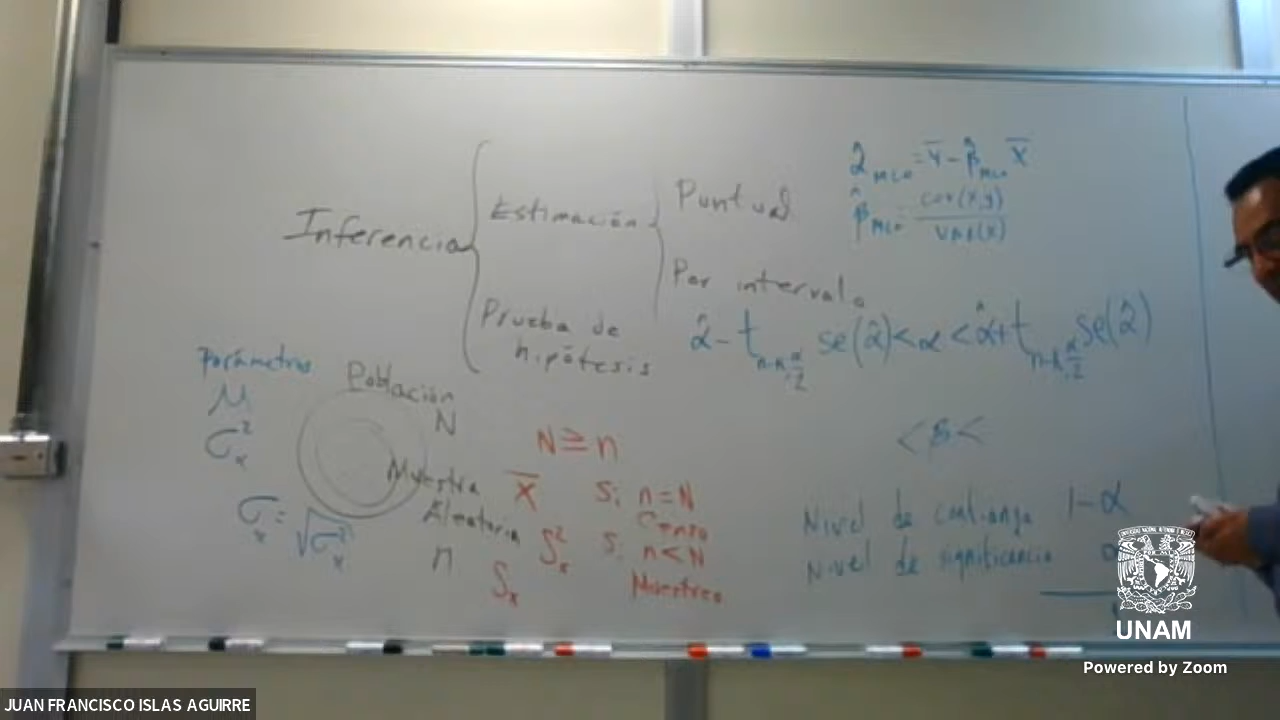 Inferencia
Estimación
Puntual
α̂ MCO = Y̅ - β̂ MCO X̅
β̂ MCO = cov(x,y) / VAR(x)
Por intervalo
α̂ - t n-k, α/2 se(α̂) < α < α̂ + t n-k, α/2 se(α̂)
Prueba de
hipótesis
< β <
parámetros
μ
σ²x
σx = √σ²x
Población
N
Muestra
Aleatoria
n
N ≥ n
X̅
S²x
Sx
Si n = N
Censo
Si n < N
Muestreo
Nivel de confianza 1-α
Nivel de significancia
UNAM
Powered by Zoom
JUAN FRANCISCO ISLAS AGUIRRE